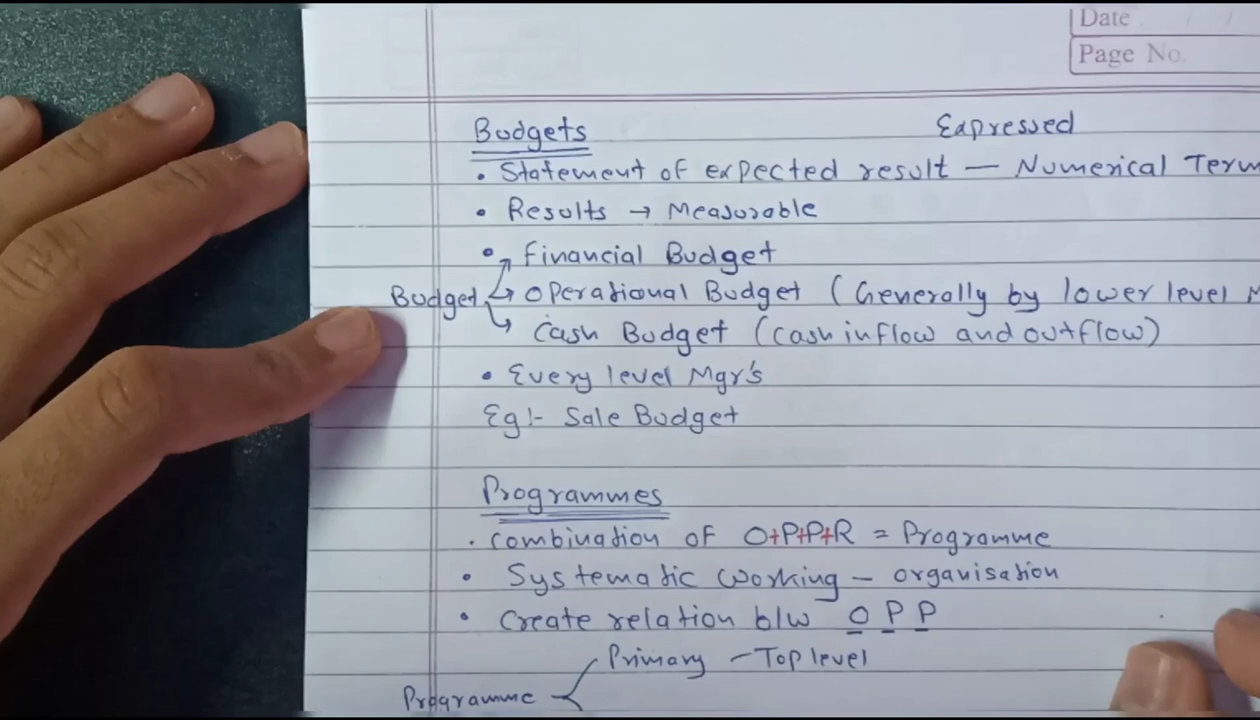 Date
Page No.
Budgets Expressed
• Statement of expected result — Numerical Term
• Results → Measurable
• Financial Budget
Budget → Operational Budget (Generally by lower level M
Cash Budget (Cash inflow and outflow)
• Every level Mgr's
Eg:- Sale Budget
Programmes
• Combination of O+P+P+R = Programme
• Systematic working — organisation
• Create relation b/w O P P
Primary — Top level
Programme